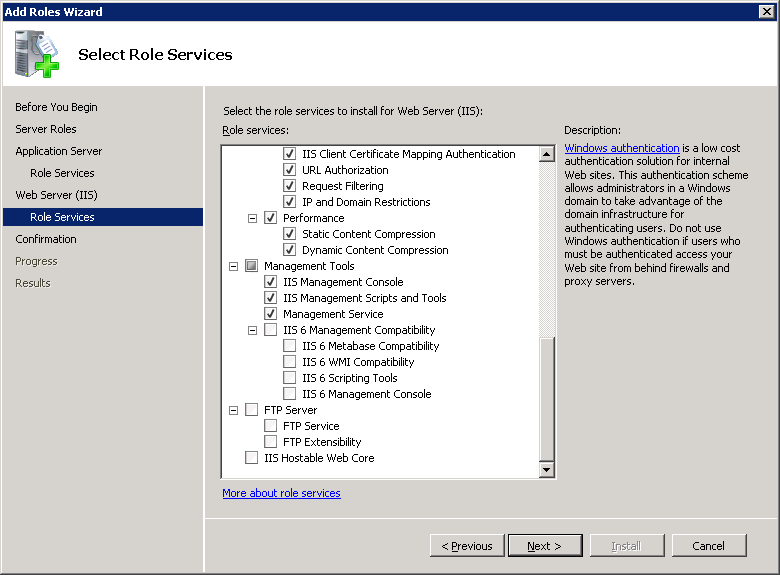 Add Roles Wizard
Select Role Services
Before You Begin
Server Roles
Application Server
Role Services
Web Server (IIS)
Role Services
Confirmation
Progress
Results
Select the role services to install for Web Server (IIS):
Role services:
IIS Client Certificate Mapping Authentication
URL Authorization
Request Filtering
IP and Domain Restrictions
Performance
Static Content Compression
Dynamic Content Compression
Management Tools
IIS Management Console
IIS Management Scripts and Tools
Management Service
IIS 6 Management Compatibility
IIS 6 Metabase Compatibility
IIS 6 WMI Compatibility
IIS 6 Scripting Tools
IIS 6 Management Console
FTP Server
FTP Service
FTP Extensibility
IIS Hostable Web Core
More about role services
Description:
Windows authentication is a low cost
authentication solution for internal
Web sites. This authentication scheme
allows administrators in a Windows
domain to take advantage of the
domain infrastructure for
authenticating users. Do not use
Windows authentication if users who
must be authenticated access your
Web site from behind firewalls and
proxy servers.
< Previous
Next >
Install
Cancel